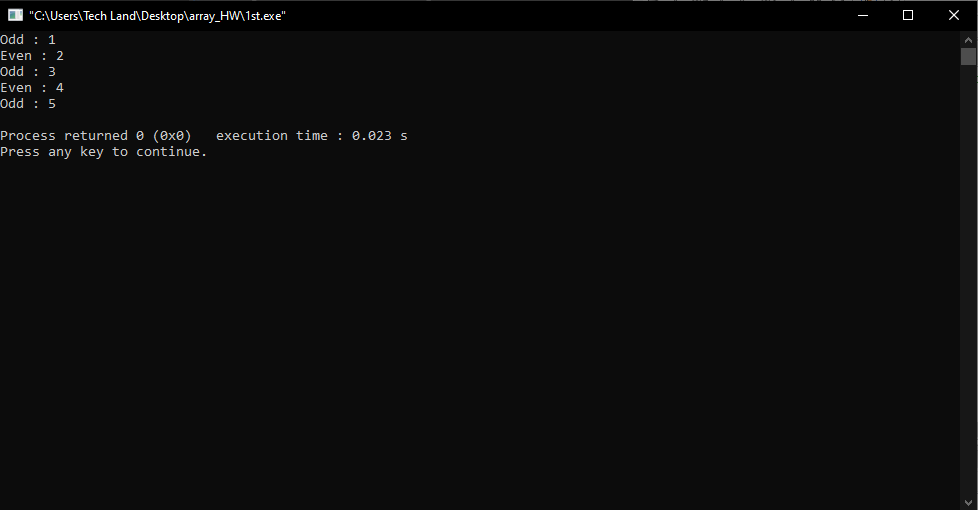 "C:\Users\Tech Land\Desktop\array_HW\1st.exe"
Odd : 1
Even : 2
Odd : 3
Even : 4
Odd : 5
Process returned 0 (0x0)   execution time : 0.023 s
Press any key to continue.